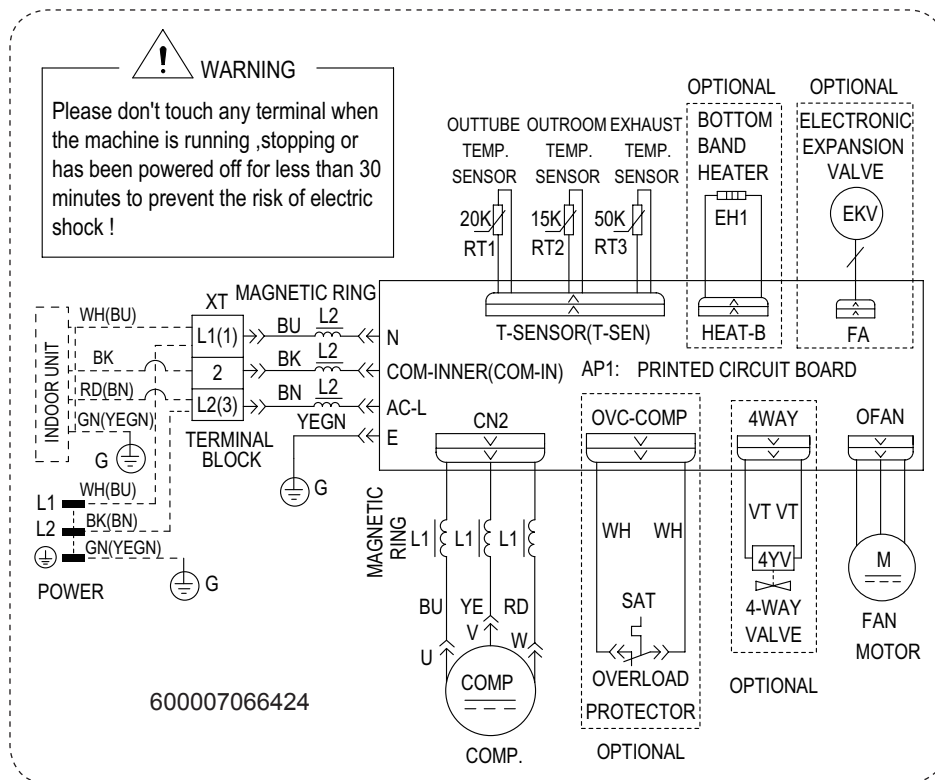 WARNING
Please don't touch any terminal when
the machine is running ,stopping or
has been powered off for less than 30
minutes to prevent the risk of electric
shock !
OUTTUBE
TEMP.
SENSOR
OUTROOM
TEMP.
SENSOR
EXHAUST
TEMP.
SENSOR
OPTIONAL
BOTTOM
BAND
HEATER
EH1
OPTIONAL
ELECTRONIC
EXPANSION
VALVE
EKV
20K
RT1
15K
RT2
50K
RT3
T-SENSOR(T-SEN)
HEAT-B
FA
INDOOR UNIT
WH(BU)
BK
RD(BN)
GN(YEGN)
G
XT
L1(1)
2
L2(3)
TERMINAL
BLOCK
MAGNETIC RING
BU
L2
N
BK
L2
COM-INNER(COM-IN)
AP1: PRINTED CIRCUIT BOARD
BN
L2
AC-L
YEGN
E
G
WH(BU)
L1
BK(BN)
L2
GN(YEGN)
G
POWER
CN2
OVC-COMP
4WAY
OFAN
MAGNETIC
RING
L1
L1
L1
WH
WH
VT VT
4YV
M
BU
YE
RD
V
U
W
SAT
4-WAY
VALVE
FAN
MOTOR
COMP
OVERLOAD
PROTECTOR
OPTIONAL
600007066424
COMP.
OPTIONAL